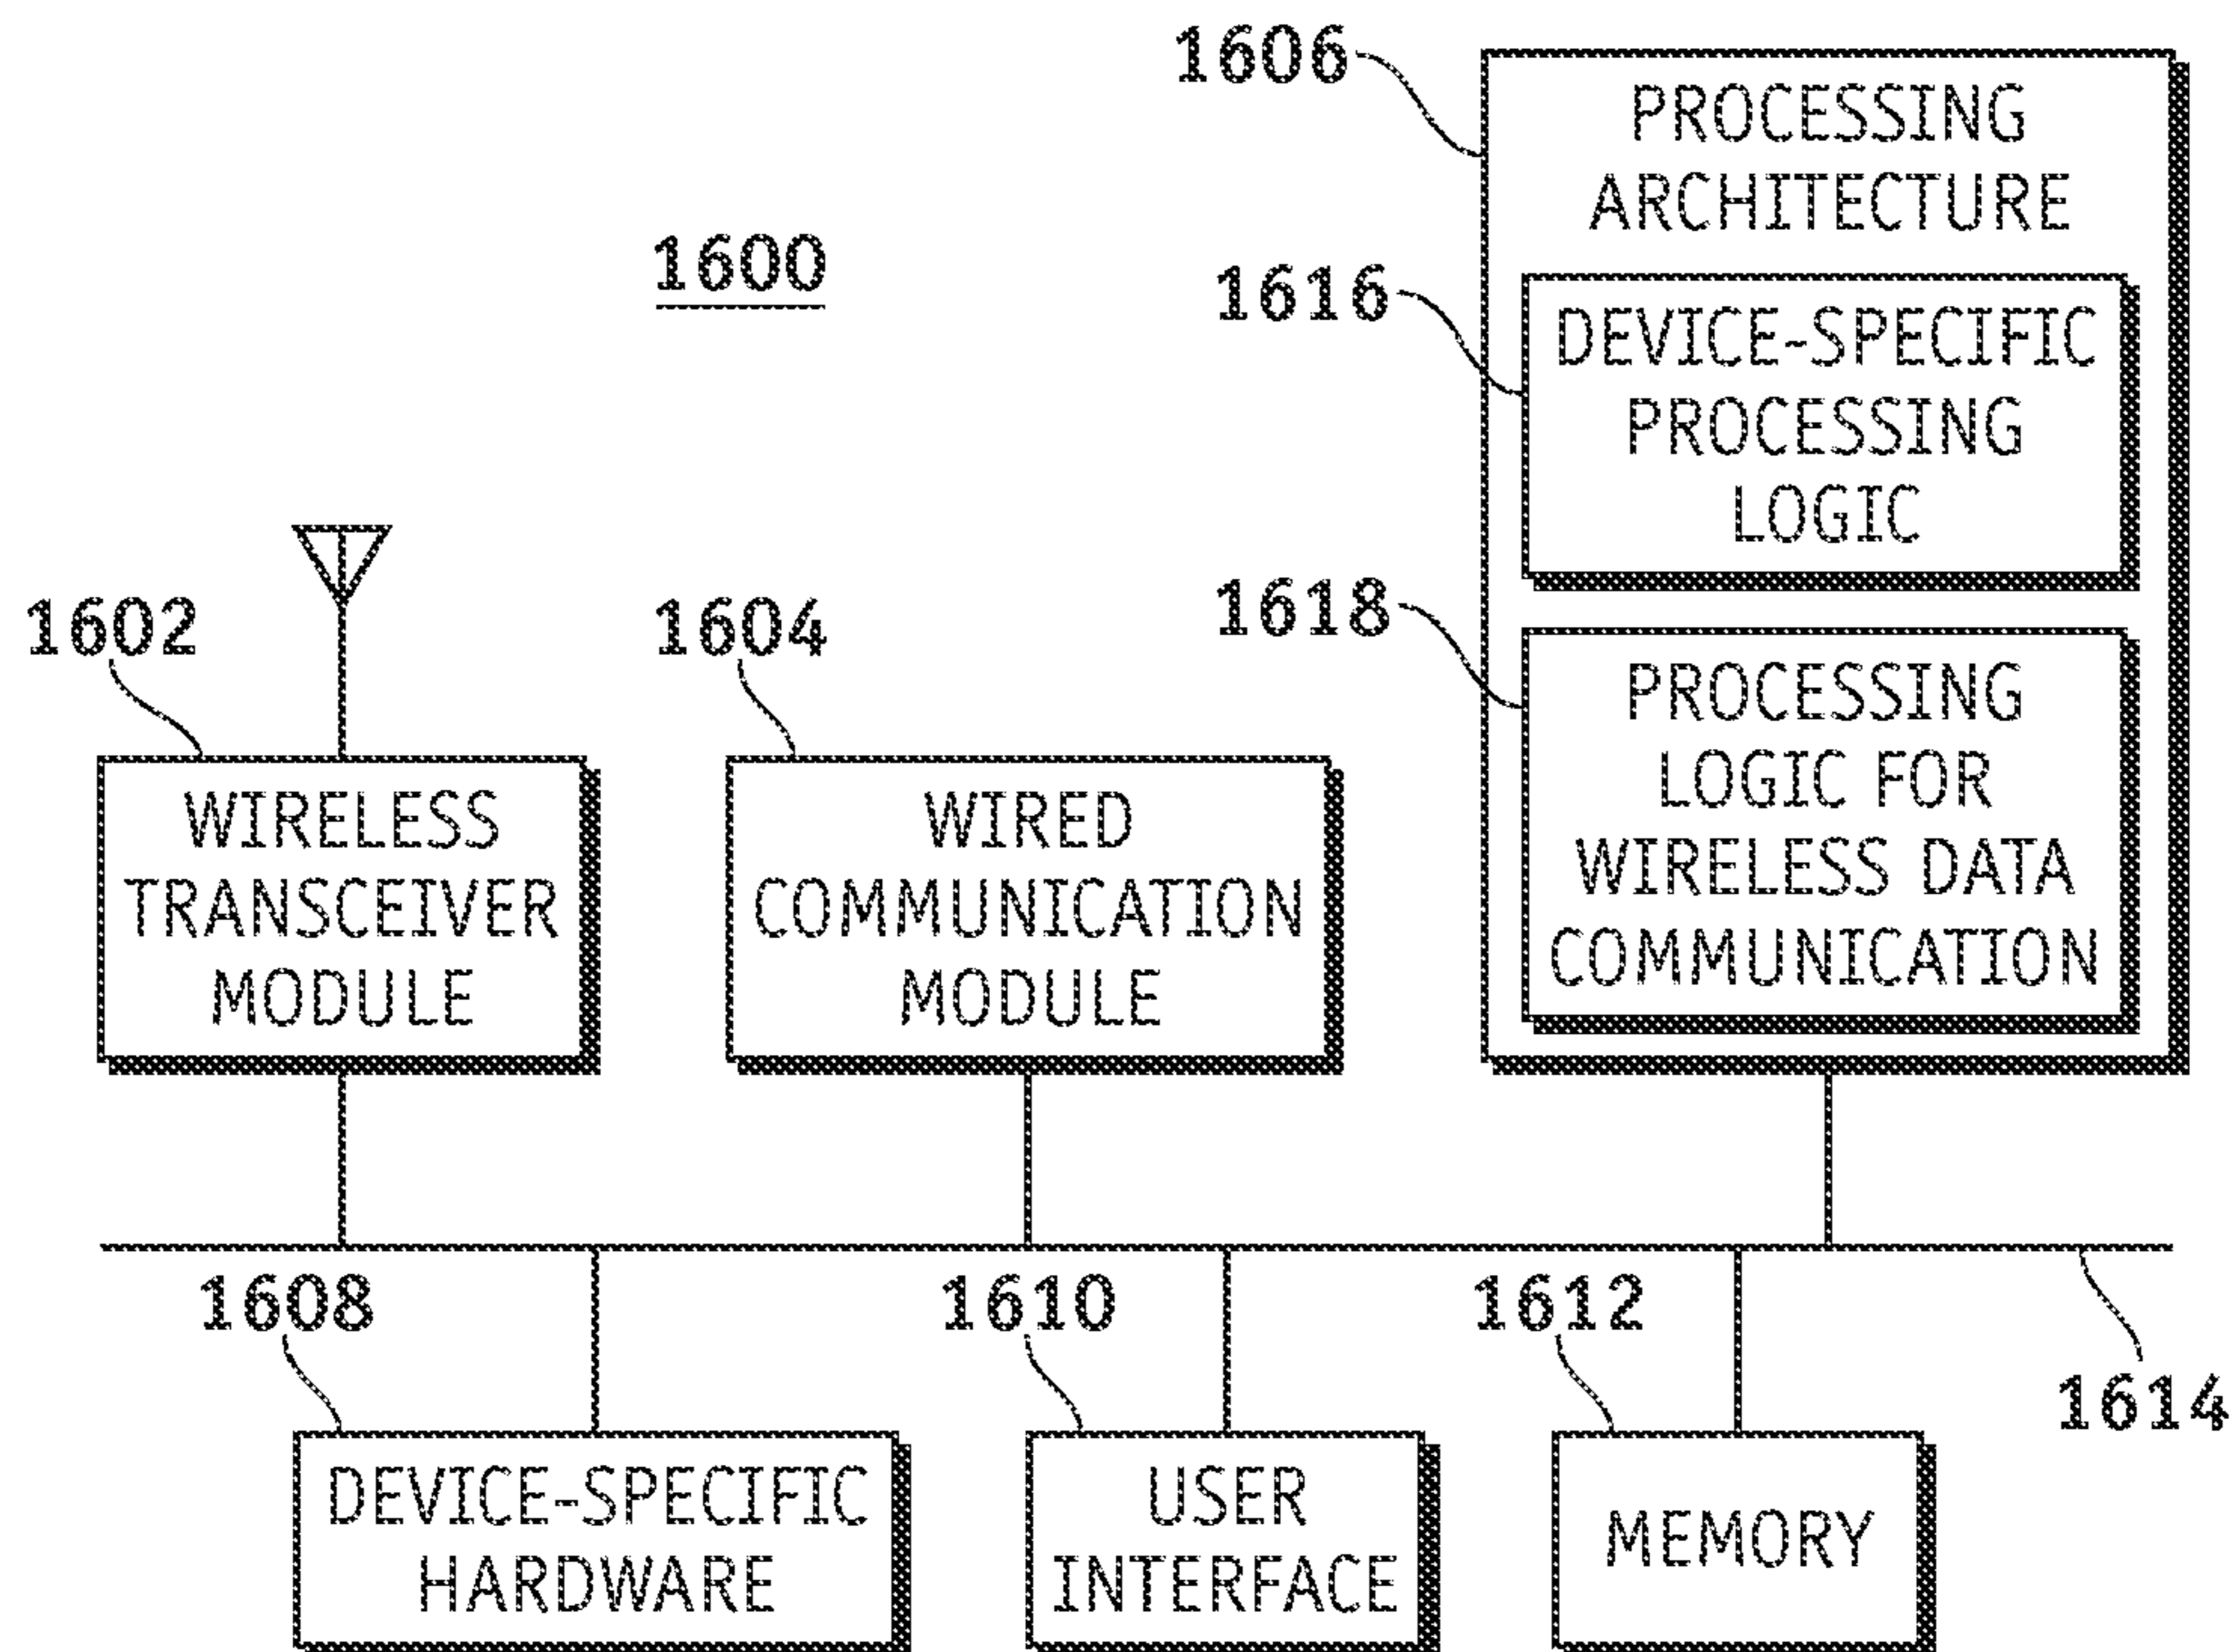 1606
PROCESSING
ARCHITECTURE
1600
1616
DEVICE-SPECIFIC
PROCESSING
LOGIC
1618
PROCESSING
LOGIC FOR
WIRELESS DATA
COMMUNICATION
1602
WIRELESS
TRANSCEIVER
MODULE
1604
WIRED
COMMUNICATION
MODULE
1608
DEVICE-SPECIFIC
HARDWARE
1610
USER
INTERFACE
1612
MEMORY
1614